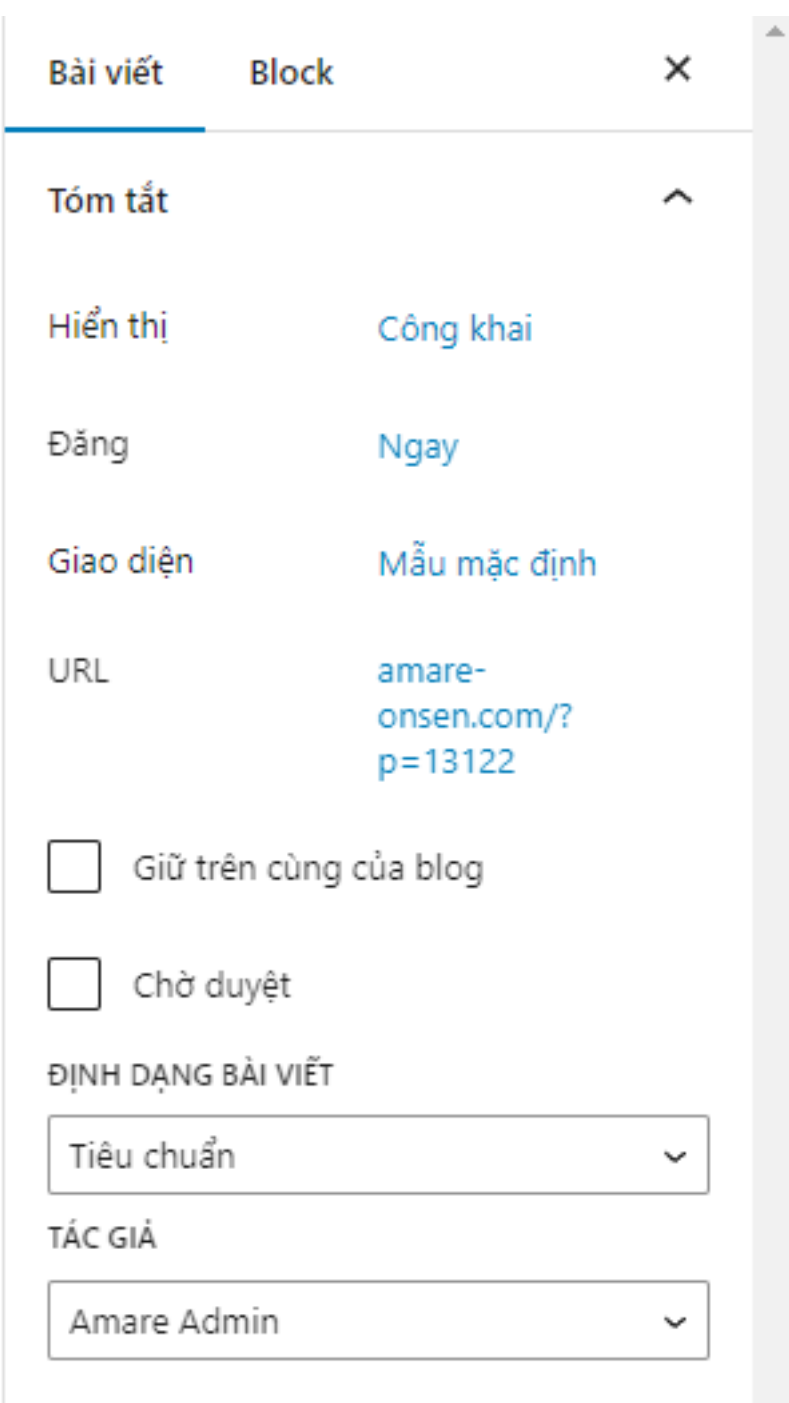 Bài viết Block
Tóm tắt
Hiển thị Công khai
Đăng Ngay
Giao diện Mẫu mặc định
URL amare-
onsen.com/?
p=13122
Giữ trên cùng của blog
Chờ duyệt
ĐỊNH DẠNG BÀI VIẾT
Tiêu chuẩn
TÁC GIẢ
Amare Admin